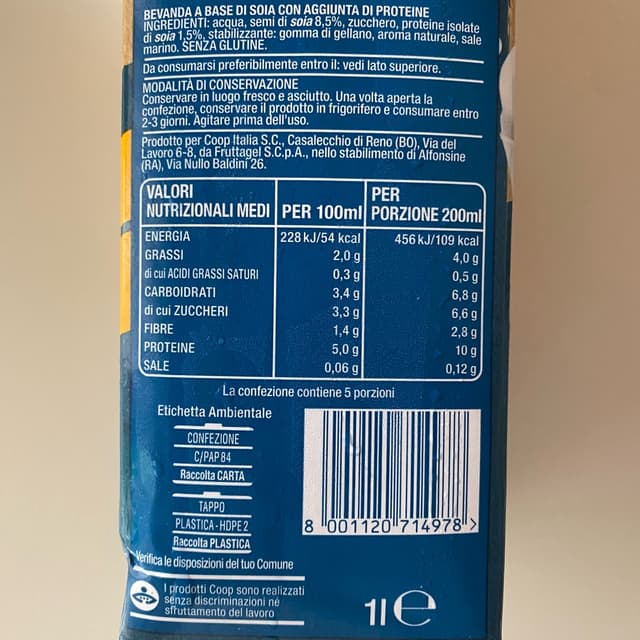 BEVANDA A BASE DI SOIA CON AGGIUNTA DI PROTEINE
INGREDIENTI: acqua, semi di soia 8,5%, zucchero, proteine isolate
di soia 1,5%, stabilizzante: gomma di gellano, aroma naturale, sale
marino. SENZA GLUTINE.
Da consumarsi preferibilmente entro il: vedi lato superiore.
MODALITÀ DI CONSERVAZIONE
Conservare in luogo fresco e asciutto. Una volta aperta la
confezione, conservare il prodotto in frigorifero e consumare entro
2-3 giorni. Agitare prima dell'uso.
Prodotto per Coop Italia S.C., Casalecchio di Reno (BO), Via del
Lavoro 6-8, da Fruttagel S.C.p.A., nello stabilimento di Alfonsine
(RA), Via Nullo Baldini 26.
VALORI NUTRIZIONALI MEDI PER 100ml PER PORZIONE 200ml
ENERGIA 228 kJ/54 kcal 456 kJ/109 kcal
GRASSI 2,0 g 4,0 g
di cui ACIDI GRASSI SATURI 0,3 g 0,5 g
CARBOIDRATI 3,4 g 6,8 g
di cui ZUCCHERI 3,3 g 6,6 g
FIBRE 1,4 g 2,8 g
PROTEINE 5,0 g 10 g
SALE 0,06 g 0,12 g
La confezione contiene 5 porzioni
Etichetta Ambientale
CONFEZIONE
C/PAP 84
Raccolta CARTA
TAPPO
PLASTICA-HDPE 2
Raccolta PLASTICA
Verifica le disposizioni del tuo Comune
I prodotti Coop sono realizzati
senza discriminazioni né
sfruttamento del lavoro
8 001120 714978 >
1l e